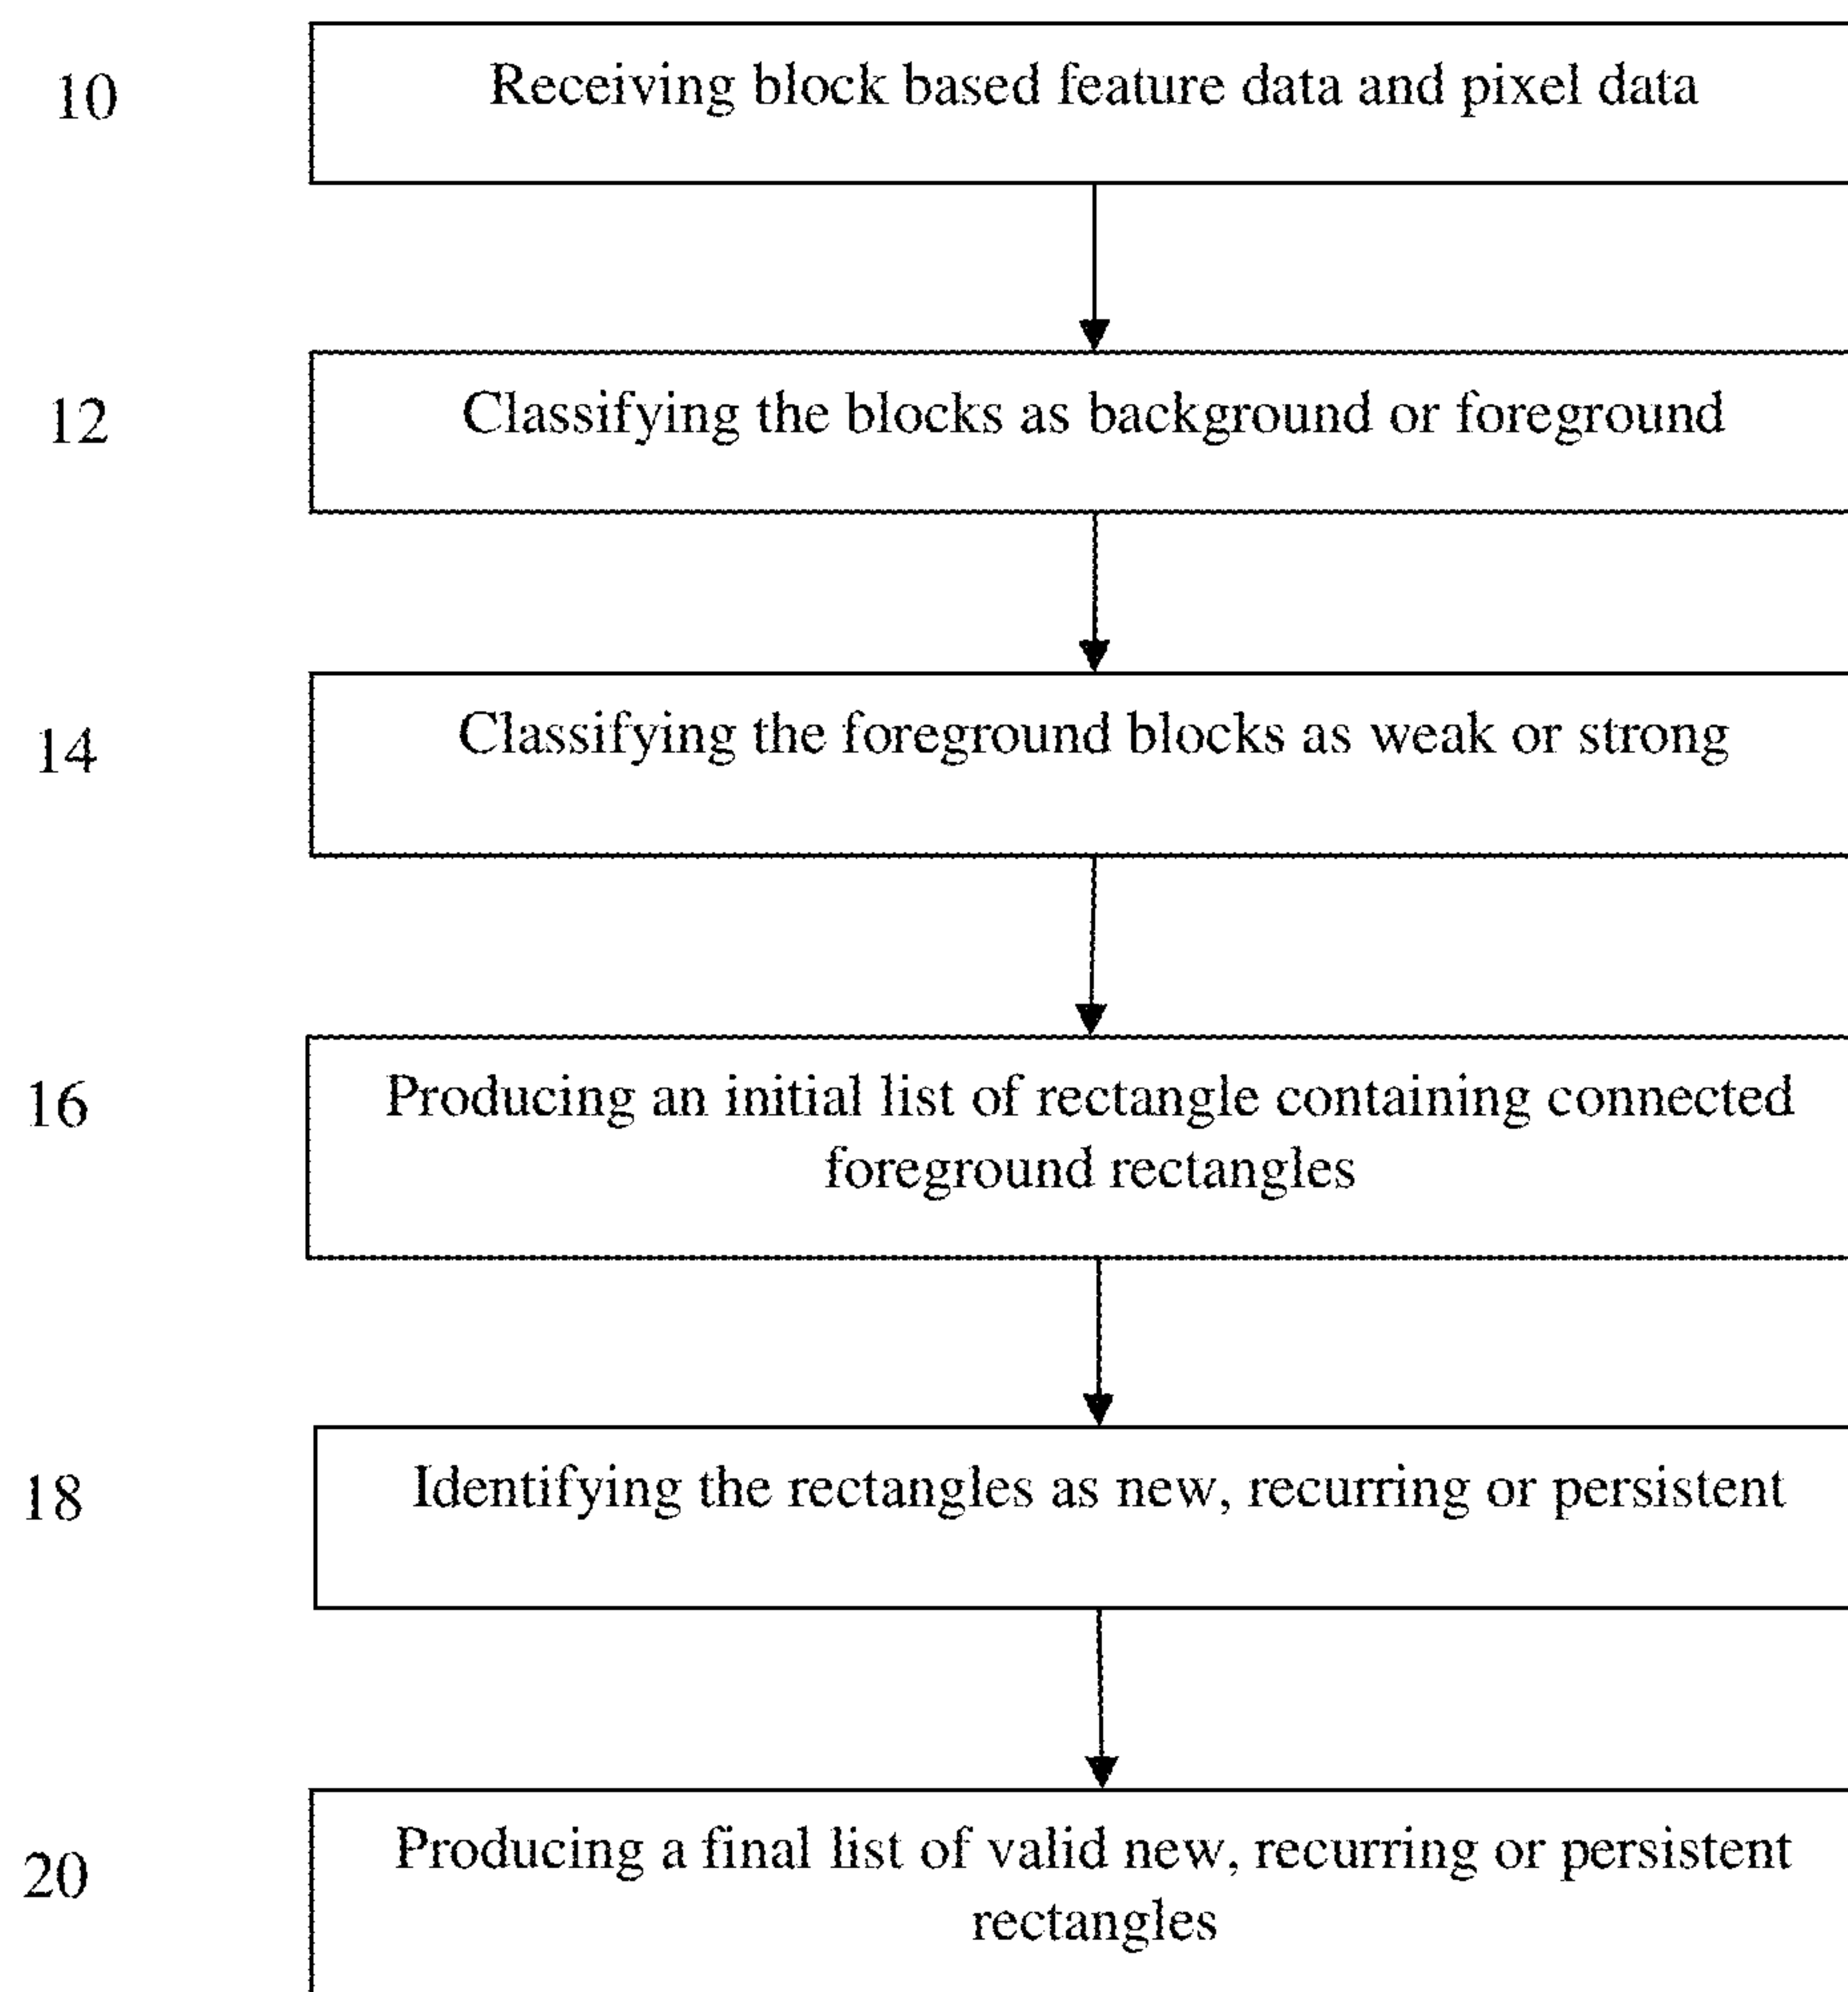 10
Receiving block based feature data and pixel data
12
Classifying the blocks as background or foreground
14
Classifying the foreground blocks as weak or strong
16
Producing an initial list of rectangle containing connected
foreground rectangles
18
Identifying the rectangles as new, recurring or persistent
20
Producing a final list of valid new, recurring or persistent
rectangles